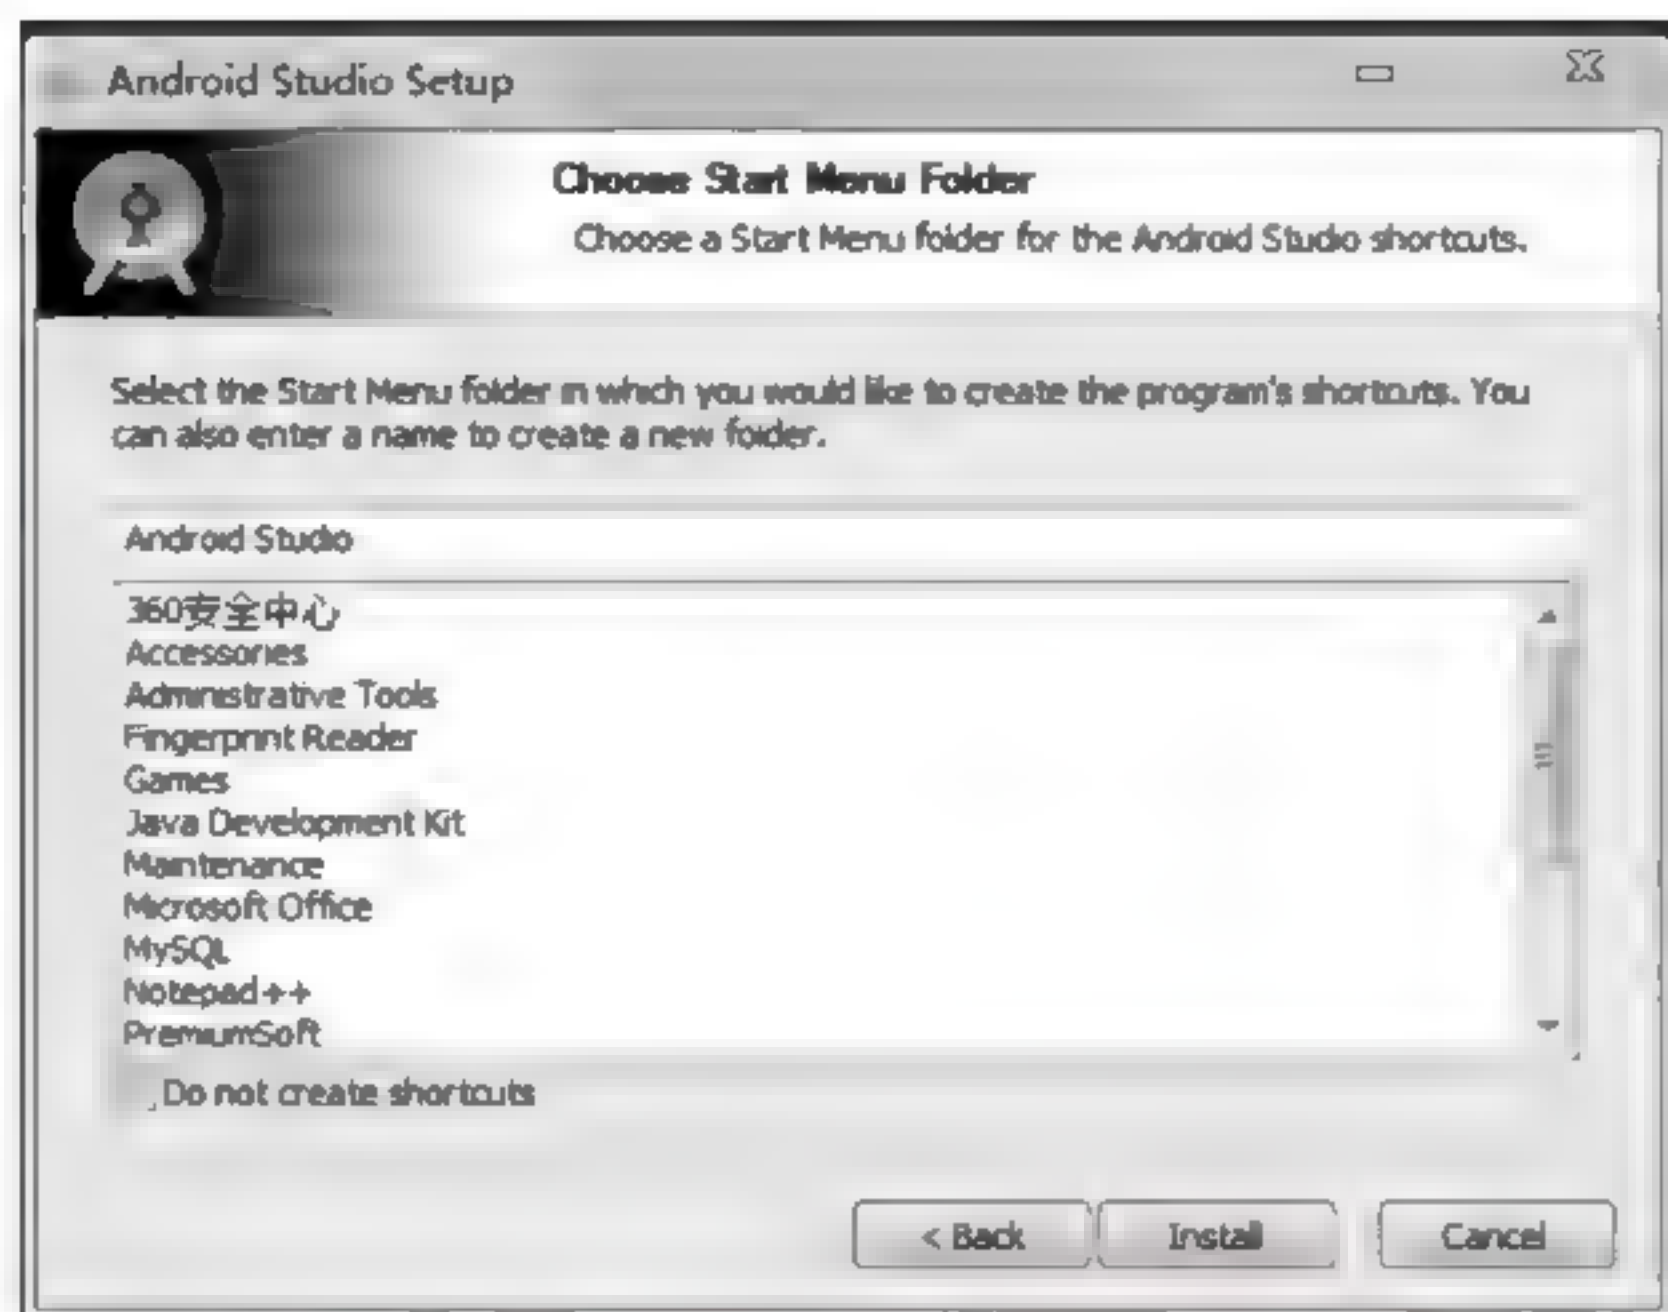 Android Studio Setup
Choose Start Menu Folder
Choose a Start Menu folder for the Android Studio shortcuts.
Select the Start Menu folder in which you would like to create the program's shortcuts. You
can also enter a name to create a new folder.
Android Studio
360安全中心
Accessories
Administrative Tools
Fingerprint Reader
Games
Java Development Kit
Maintenance
Microsoft Office
MySQL
Notepad++
PremiumSoft
Do not create shortcuts
< Back Install Cancel